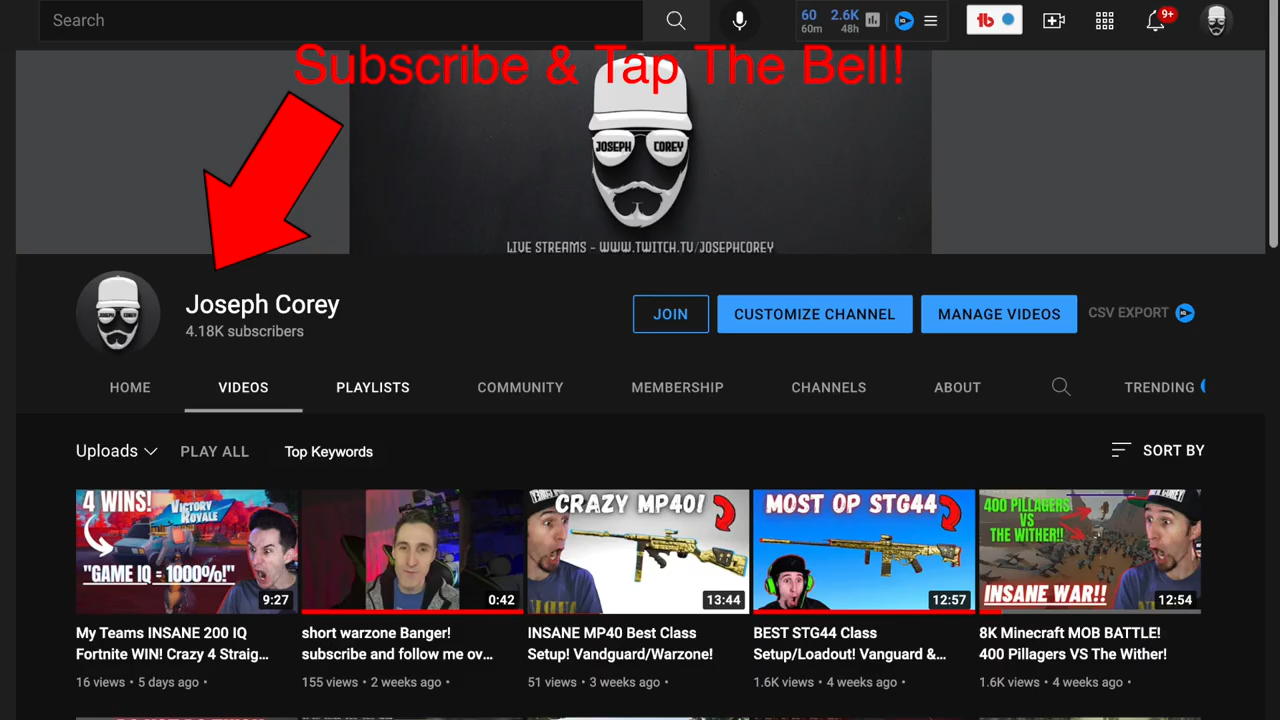 Search
60
60m
2.6K
48h
9+
Subscribe & Tap The Bell!
JOSEPH COREY
LIVE STREAMS - WWW.TWITCH.TV/JOSEPHCOREY
Joseph Corey
4.18K subscribers
JOIN
CUSTOMIZE CHANNEL
MANAGE VIDEOS
CSV EXPORT
HOME
VIDEOS
PLAYLISTS
COMMUNITY
MEMBERSHIP
CHANNELS
ABOUT
TRENDING
Uploads
PLAY ALL
Top Keywords
SORT BY
4 WINS!
VICTORY ROYALE
"GAME IQ = 1000%!"
9:27
0:42
CRAZY MP40!
13:44
MOST OP STG44
12:57
400 PILLAGERS
VS
THE WITHER!!
INSANE WAR!!
12:54
My Teams INSANE 200 IQ
Fortnite WIN! Crazy 4 Straig...
16 views • 5 days ago •
short warzone Banger!
subscribe and follow me ov...
155 views • 2 weeks ago •
INSANE MP40 Best Class
Setup! Vandguard/Warzone!
51 views • 3 weeks ago •
BEST STG44 Class
Setup/Loadout! Vanguard &...
1.6K views • 4 weeks ago •
8K Minecraft MOB BATTLE!
400 Pillagers VS The Wither!
1.6K views • 4 weeks ago •